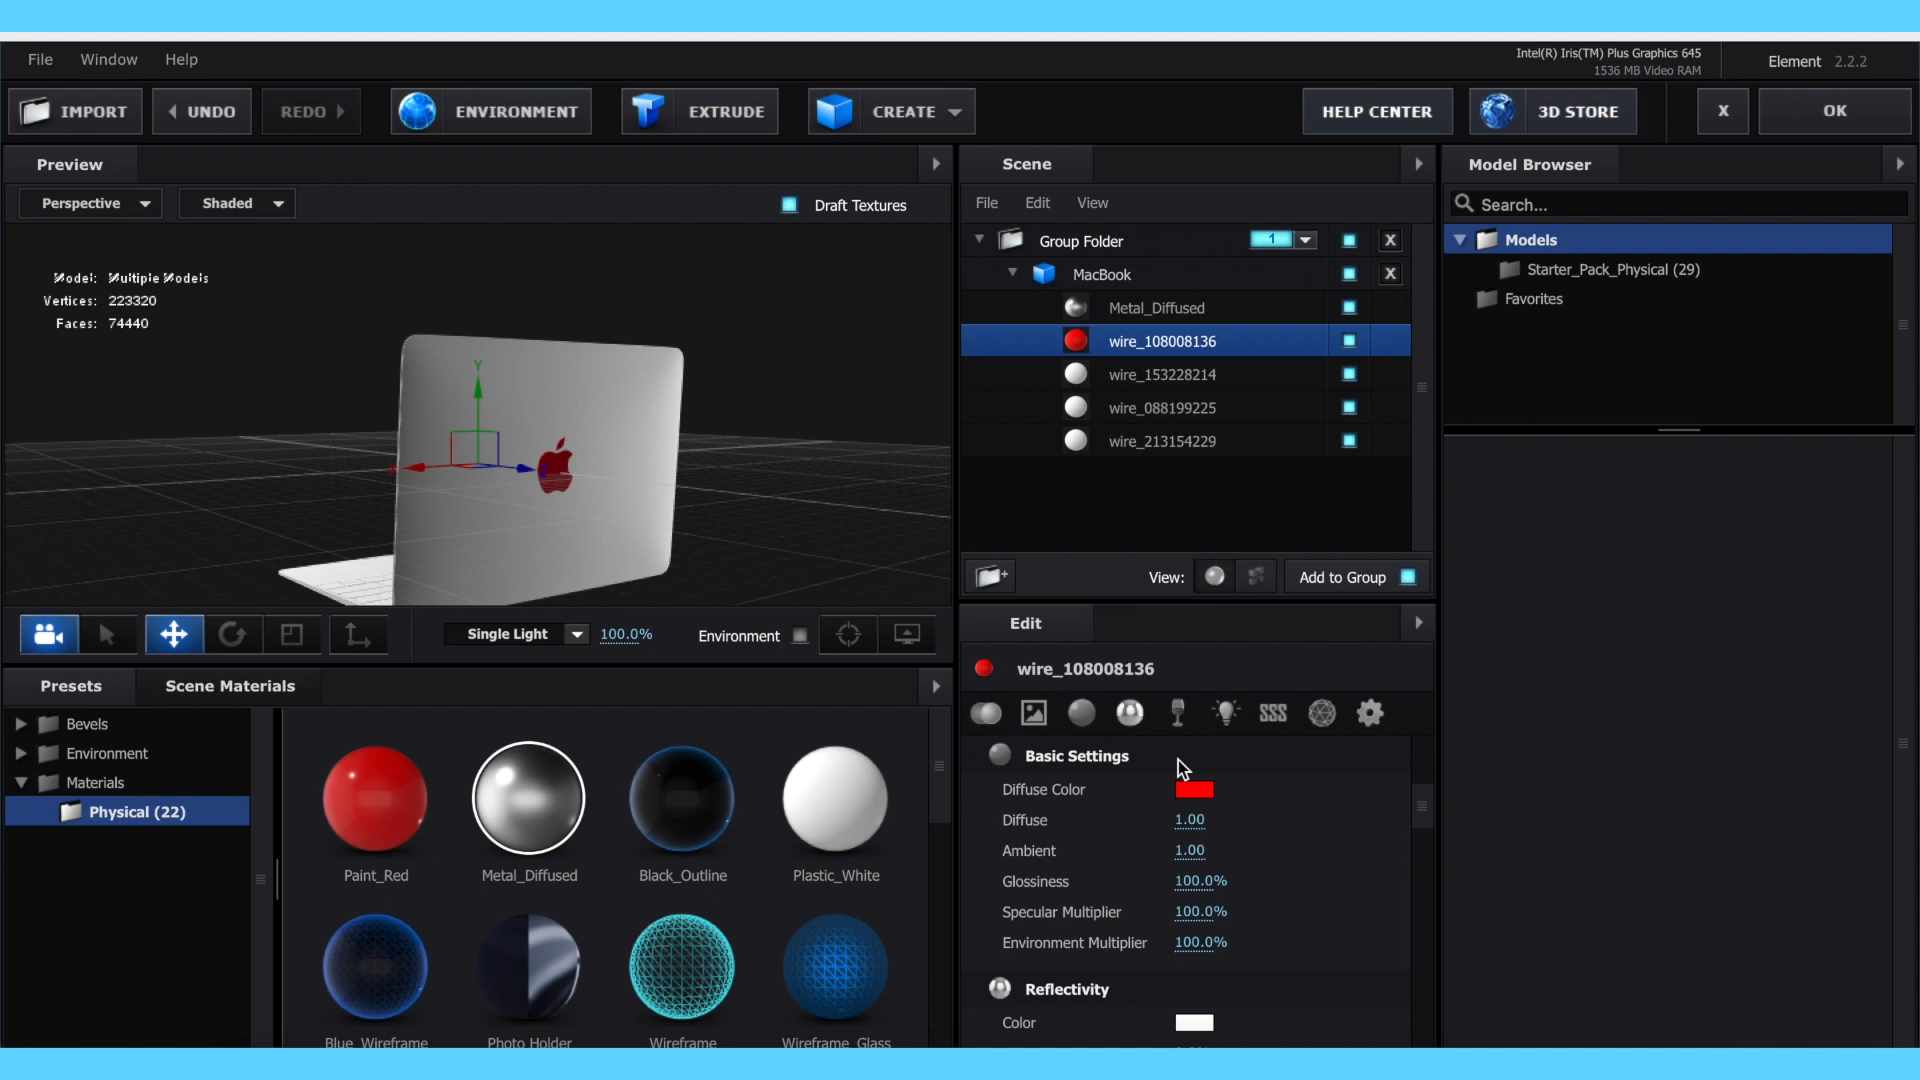 File Window Help
Intel(R) Iris(TM) Plus Graphics 645
1536 MB Video RAM
Element 2.2.2
IMPORT UNDO REDO ENVIRONMENT EXTRUDE CREATE HELP CENTER 3D STORE X OK
Preview
Perspective Shaded Draft Textures
Model: Multiple Models
Vertices: 223320
Faces: 74440
Y
Single Light 100.0% Environment
Scene
File Edit View
Group Folder 1 X
MacBook X
Metal_Diffused
wire_108008136
wire_153228214
wire_088199225
wire_213154229
View: Add to Group
Model Browser
Search...
Models
Starter_Pack_Physical (29)
Favorites
Presets Scene Materials
Bevels
Environment
Materials
Physical (22)
Paint_Red Metal_Diffused Black_Outline Plastic_White
Blue_Wireframe Photo Holder Wireframe Wireframe_Glass
Edit
wire_108008136
SSS
Basic Settings
Diffuse Color
Diffuse 1.00
Ambient 1.00
Glossiness 100.0%
Specular Multiplier 100.0%
Environment Multiplier 100.0%
Reflectivity
Color